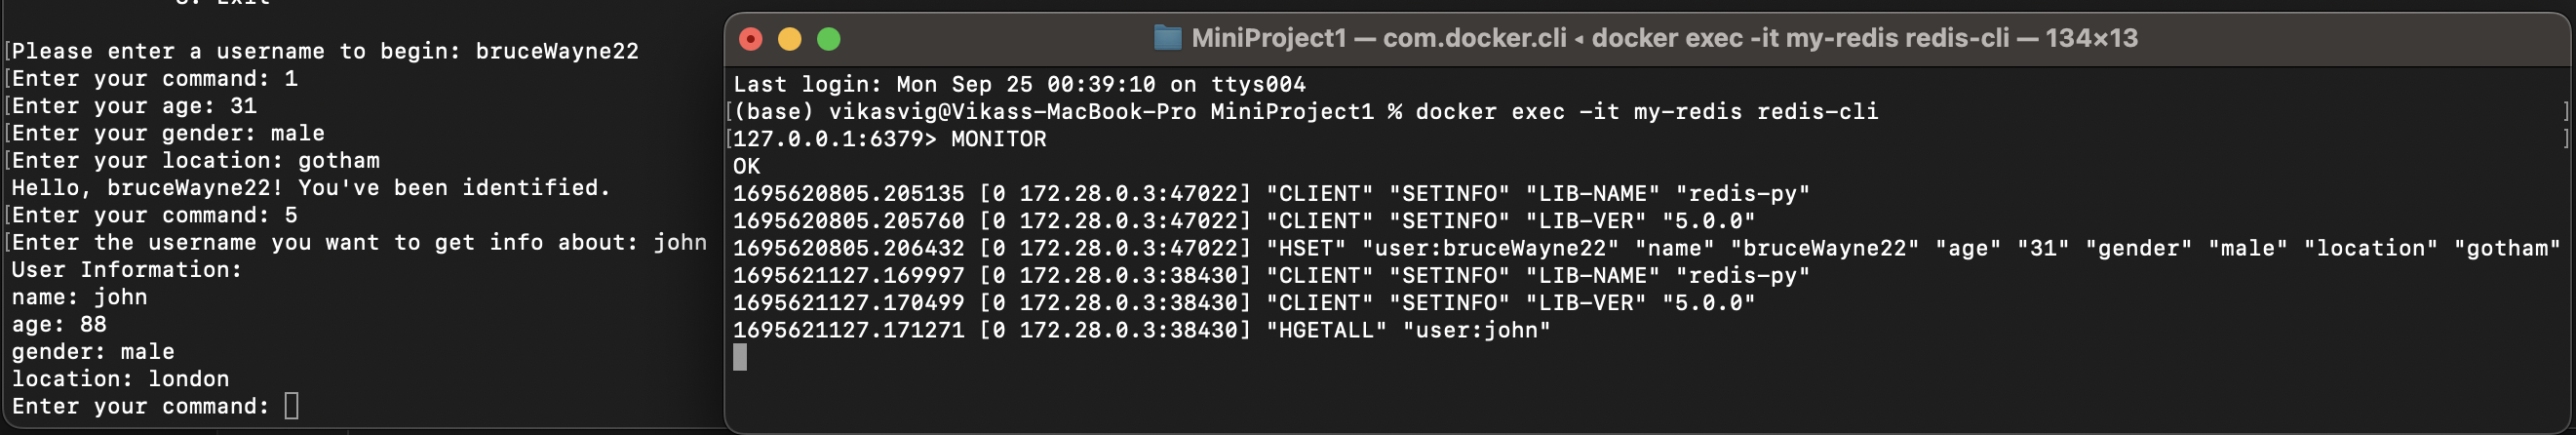 8. Exit
Please enter a username to begin: bruceWayne22
Enter your command: 1
Enter your age: 31
Enter your gender: male
Enter your location: gotham
Hello, bruceWayne22! You've been identified.
Enter your command: 5
Enter the username you want to get info about: john
User Information:
name: john
age: 88
gender: male
location: london
Enter your command:
MiniProject1 — com.docker.cli ◂ docker exec -it my-redis redis-cli — 134×13
Last login: Mon Sep 25 00:39:10 on ttys004
(base) vikasvig@Vikass-MacBook-Pro MiniProject1 % docker exec -it my-redis redis-cli
127.0.0.1:6379> MONITOR
OK
1695620805.205135 [0 172.28.0.3:47022] "CLIENT" "SETINFO" "LIB-NAME" "redis-py"
1695620805.205760 [0 172.28.0.3:47022] "CLIENT" "SETINFO" "LIB-VER" "5.0.0"
1695620805.206432 [0 172.28.0.3:47022] "HSET" "user:bruceWayne22" "name" "bruceWayne22" "age" "31" "gender" "male" "location" "gotham"
1695621127.169997 [0 172.28.0.3:38430] "CLIENT" "SETINFO" "LIB-NAME" "redis-py"
1695621127.170499 [0 172.28.0.3:38430] "CLIENT" "SETINFO" "LIB-VER" "5.0.0"
1695621127.171271 [0 172.28.0.3:38430] "HGETALL" "user:john"